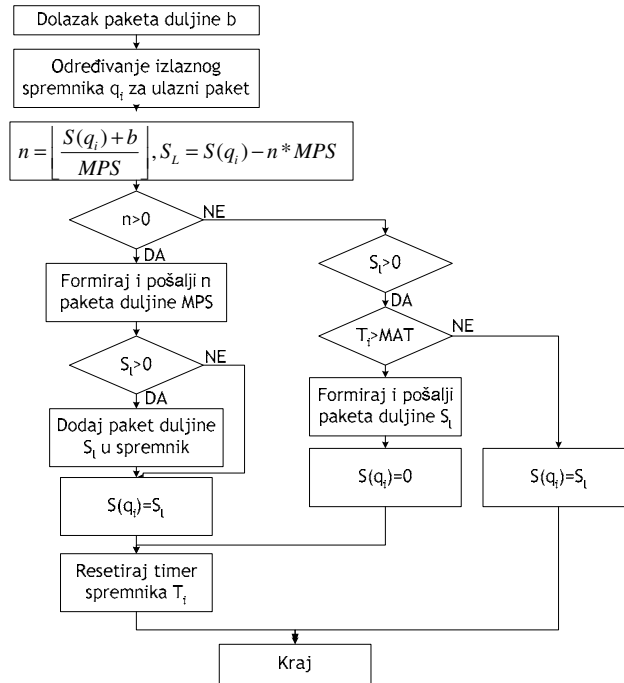 Dolazak paketa duljine b
Određivanje izlaznog
spremnika qᵢ za ulazni paket
n = ⌊(S(qᵢ)+b)/MPS⌋, S_L = S(qᵢ) − n * MPS
n>0
NE
DA
Sₗ>0
DA
Formiraj i pošalji n
paketa duljine MPS
Tᵢ>MAT
NE
Sₗ>0
NE
DA
Formiraj i pošalji
paketa duljine Sₗ
Dodaj paket duljine
Sₗ u spremnik
S(qᵢ)=Sₗ
S(qᵢ)=0
S(qᵢ)=Sₗ
Resetiraj timer
spremnika Tᵢ
Kraj